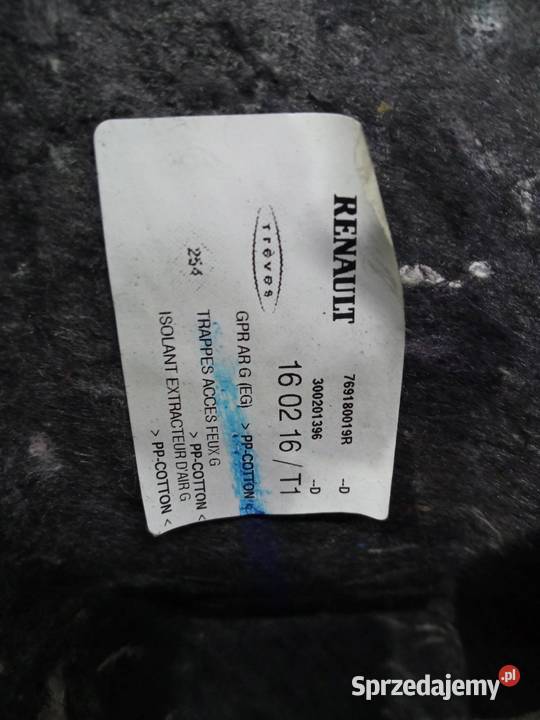 RENAULT
769180019R --D
300201396 --D
Trèves
16 02 16 / T1
GPR AR G (EG) > PP-COTTON <
254
TRAPPES ACCES FEUX G
> PP-COTTON <
ISOLANT EXTRACTEUR D'AIR G
> PP-COTTON <
Sprzedajemy.pl